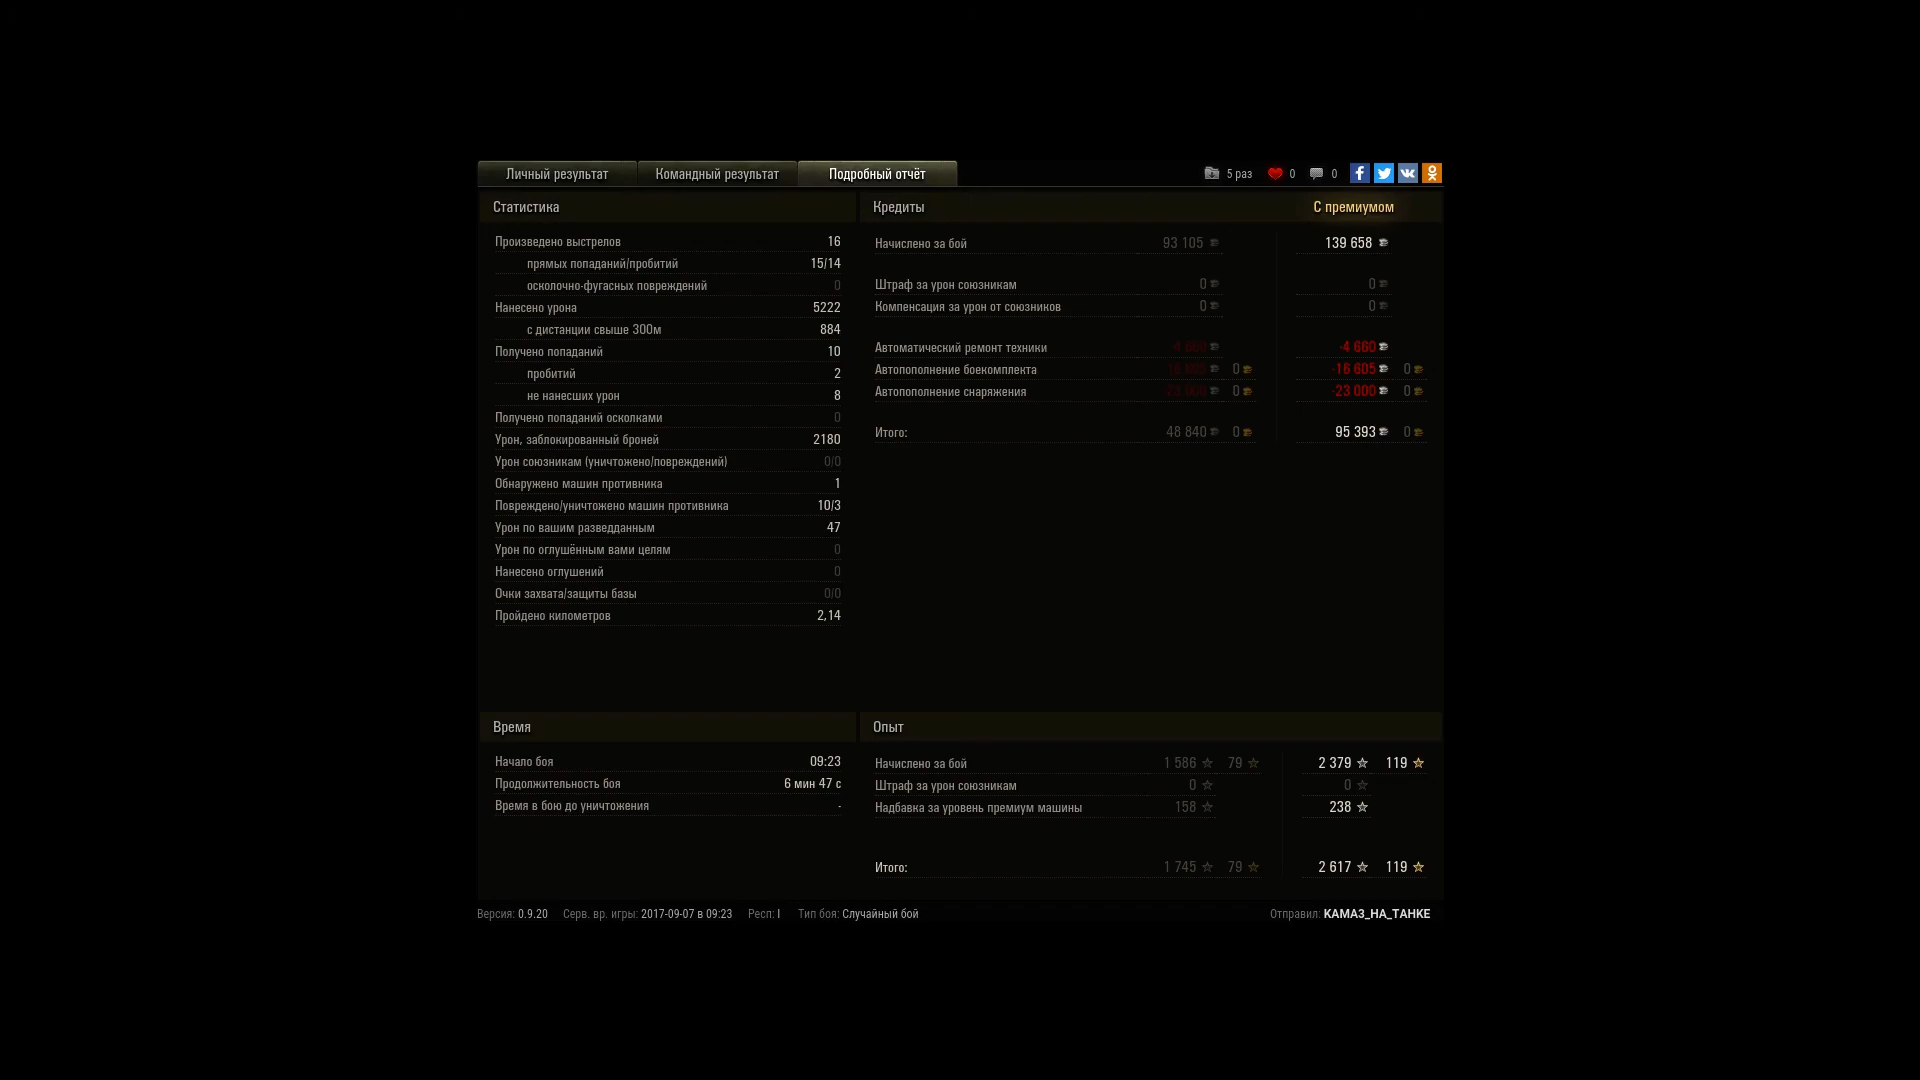 Личный результат Командный результат Подробный отчёт 5 раз 0 0
Статистика
Произведено выстрелов 16
прямых попаданий/пробитий 15/14
осколочно-фугасных повреждений 0
Нанесено урона 5222
с дистанции свыше 300м 884
Получено попаданий 10
пробитий 2
не нанесших урон 8
Получено попаданий осколками 0
Урон, заблокированный броней 2180
Урон союзникам (уничтожено/повреждений) 0/0
Обнаружено машин противника 1
Повреждено/уничтожено машин противника 10/3
Урон по вашим разведданным 47
Урон по оглушённым вами целям 0
Нанесено оглушений 0
Очки захвата/защиты базы 0/0
Пройдено километров 2,14
Кредиты С премиумом
Начислено за бой 93 105 139 658
Штраф за урон союзникам 0 0
Компенсация за урон от союзников 0 0
Автоматический ремонт техники -4 660
Автопополнение боекомплекта 0 -16 605 0
Автопополнение снаряжения 0 -23 000 0
Итого: 48 840 0 95 393 0
Время
Начало боя 09:23
Продолжительность боя 6 мин 47 с
Время в бою до уничтожения -
Опыт
Начислено за бой 1 586 79 2 379 119
Штраф за урон союзникам 0 0
Надбавка за уровень премиум машины 158 238
Итого: 1 745 79 2 617 119
Версия: 0.9.20 Серв. вр. игры: 2017-09-07 в 09:23 Респ: I Тип боя: Случайный бой Отправил: KAMA3_HA_TAHKE